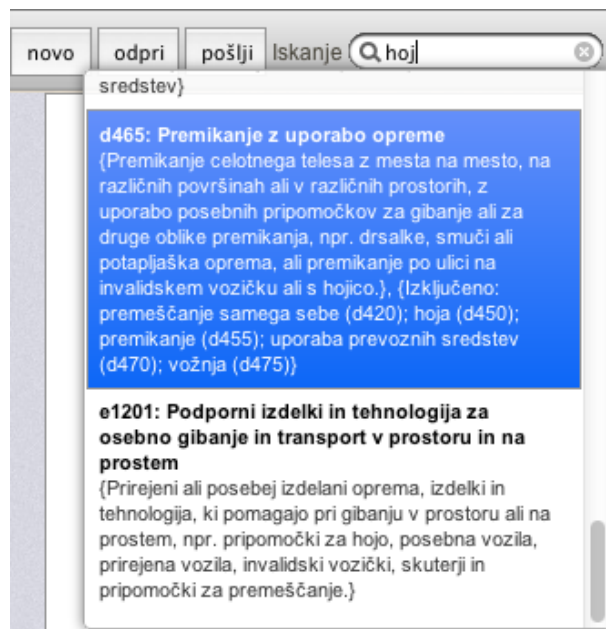 novo odpri pošlji Iskanje hoj
sredstev}
d465: Premikanje z uporabo opreme
{Premikanje celotnega telesa z mesta na mesto, na
različnih površinah ali v različnih prostorih, z
uporabo posebnih pripomočkov za gibanje ali za
druge oblike premikanja, npr. drsalke, smuči ali
potapljaška oprema, ali premikanje po ulici na
invalidskem vozičku ali s hojico.}, {Izključeno:
premeščanje samega sebe (d420); hoja (d450);
premikanje (d455); uporaba prevoznih sredstev
(d470); vožnja (d475)}
e1201: Podporni izdelki in tehnologija za
osebno gibanje in transport v prostoru in na
prostem
{Prirejeni ali posebej izdelani oprema, izdelki in
tehnologija, ki pomagajo pri gibanju v prostoru ali na
prostem, npr. pripomočki za hojo, posebna vozila,
prirejena vozila, invalidski vozički, skuterji in
pripomočki za premeščanje.}